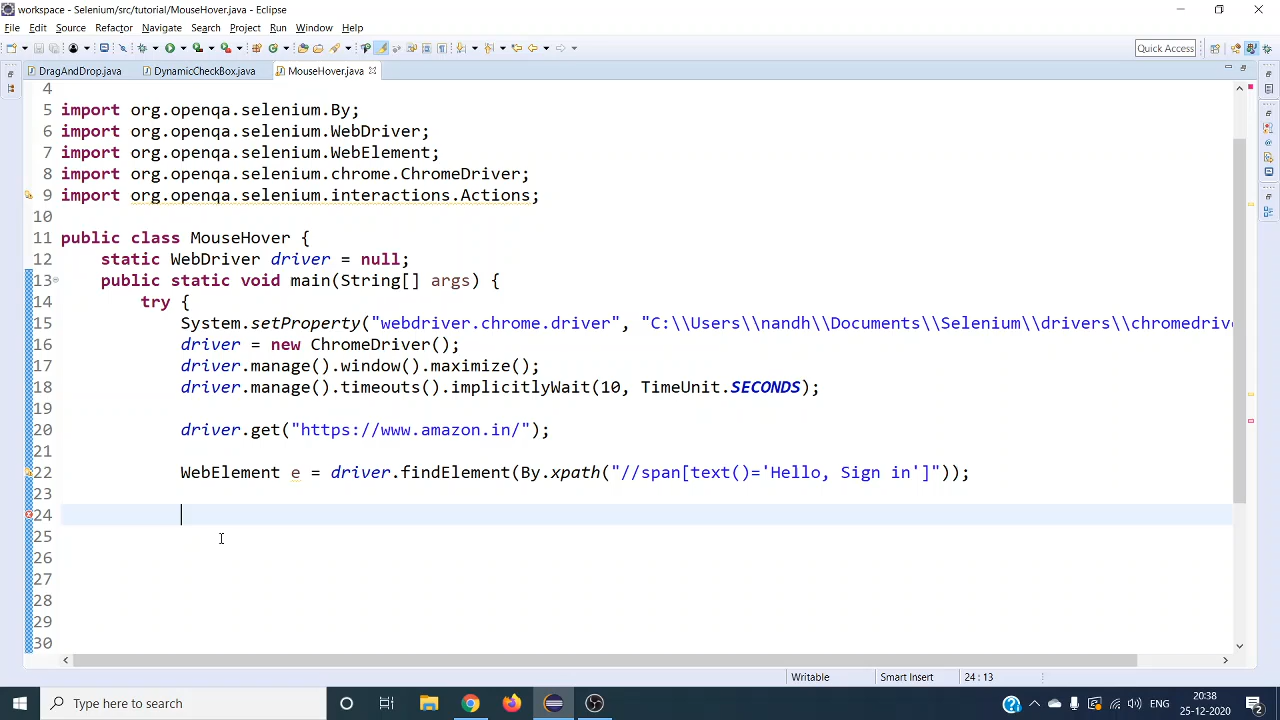 workspace - Selenium/src/tutorial/MouseHover.java - Eclipse
File Edit Source Refactor Navigate Search Project Run Window Help
Quick Access
DragAndDrop.java DynamicCheckBox.java MouseHover.java
4
5 import org.openqa.selenium.By;
6 import org.openqa.selenium.WebDriver;
7 import org.openqa.selenium.WebElement;
8 import org.openqa.selenium.chrome.ChromeDriver;
9 import org.openqa.selenium.interactions.Actions;
10
11 public class MouseHover {
12 static WebDriver driver = null;
13 public static void main(String[] args) {
14 try {
15 System.setProperty("webdriver.chrome.driver", "C:\\Users\\nandh\\Documents\\Selenium\\drivers\\chromedriv
16 driver = new ChromeDriver();
17 driver.manage().window().maximize();
18 driver.manage().timeouts().implicitlyWait(10, TimeUnit.SECONDS);
19
20 driver.get("https://www.amazon.in/");
21
22 WebElement e = driver.findElement(By.xpath("//span[text()='Hello, Sign in']"));
23
24
25
26
27
28
29
30
Writable Smart Insert 24 : 13
Type here to search
ENG
20:38
25-12-2020
2